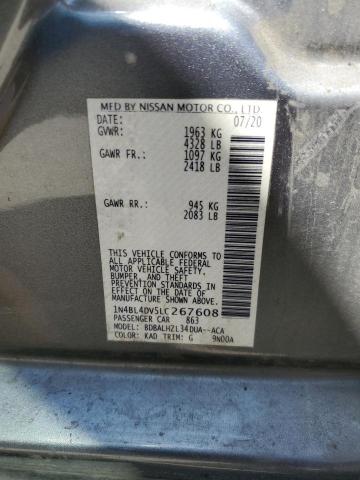 MFD BY NISSAN MOTOR CO., LTD.
DATE: 07/20
GVWR: 1963 KG
4328 LB
GAWR FR.: 1097 KG
2418 LB
GAWR RR.: 945 KG
2083 LB
THIS VEHICLE CONFORMS TO
ALL APPLICABLE FEDERAL
MOTOR VEHICLE SAFETY,
BUMPER, AND THEFT
PREVENTION STANDARDS IN
EFFECT ON THE DATE OF
MANUFACTURE SHOWN ABOVE.
1N4BL4DV5LC267608
PASSENGER CAR 863
MODEL: BDBALHZL34DUA--ACA
COLOR: KAD TRIM: G 9N00A